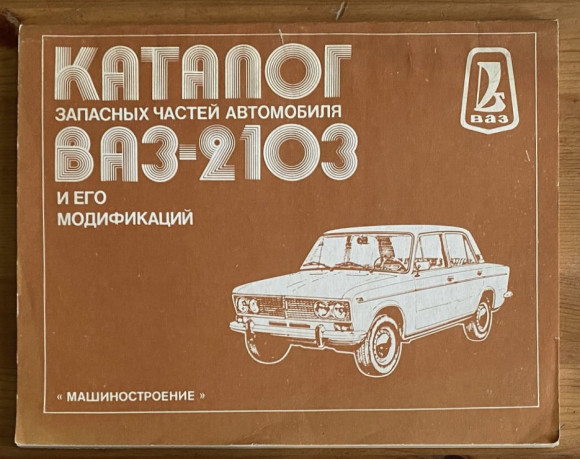 КАТАЛОГ
ЗАПАСНЫХ ЧАСТЕЙ АВТОМОБИЛЯ
ВАЗ-2103
И ЕГО
МОДИФИКАЦИЙ
ВАЗ
« МАШИНОСТРОЕНИЕ »